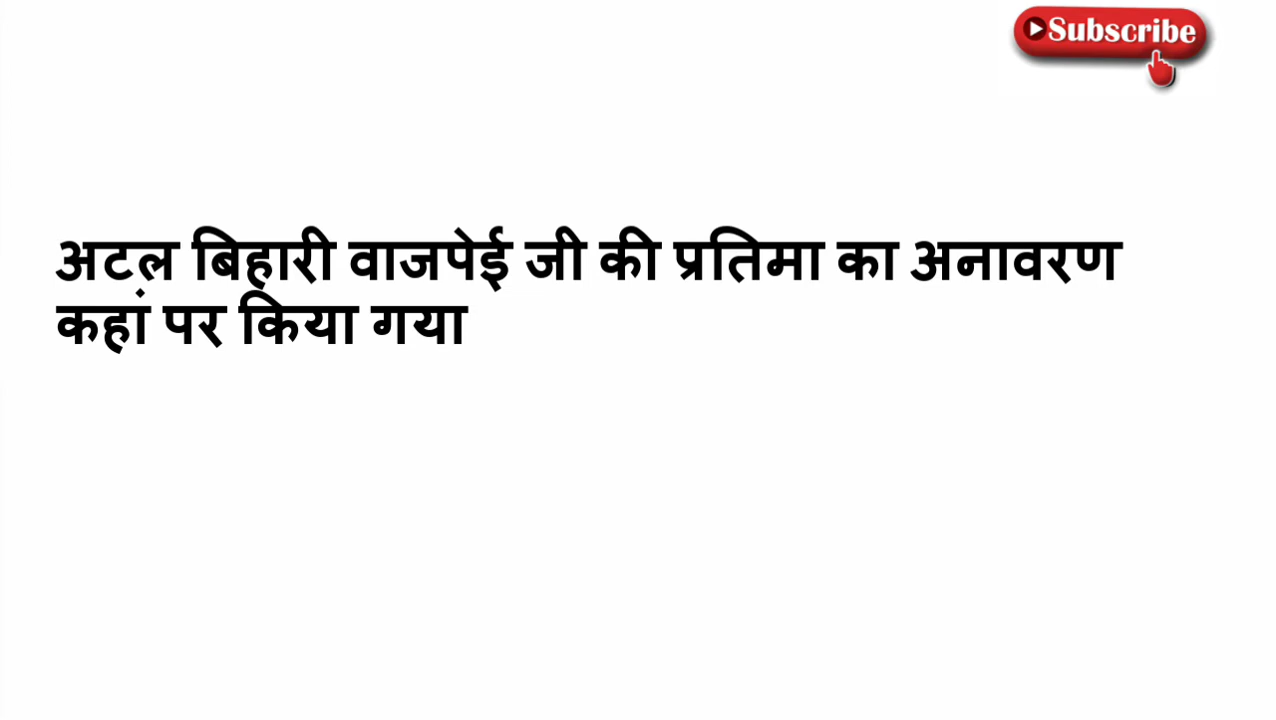 Subscribe
अटल बिहारी वाजपेई जी की प्रतिमा का अनावरण
कहां पर किया गया